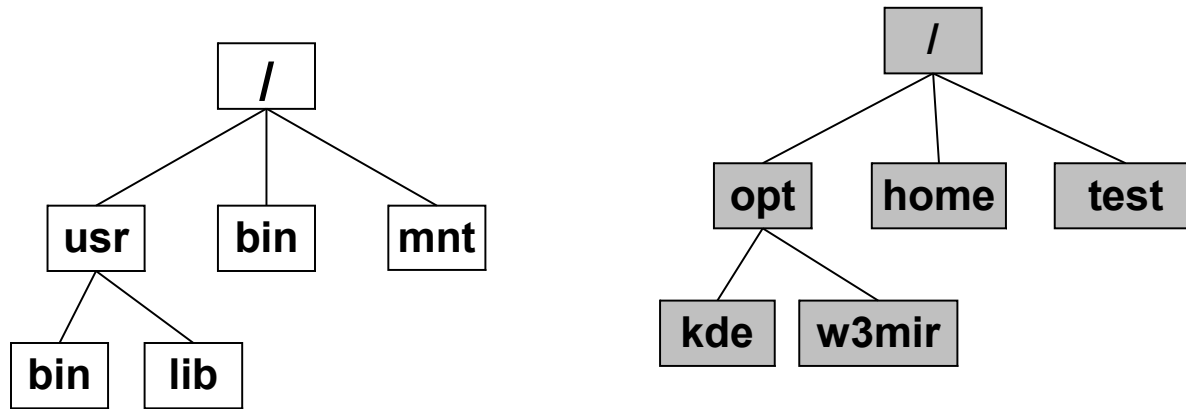 /
usr
bin
mnt
bin
lib
/
opt
home
test
kde
w3mir